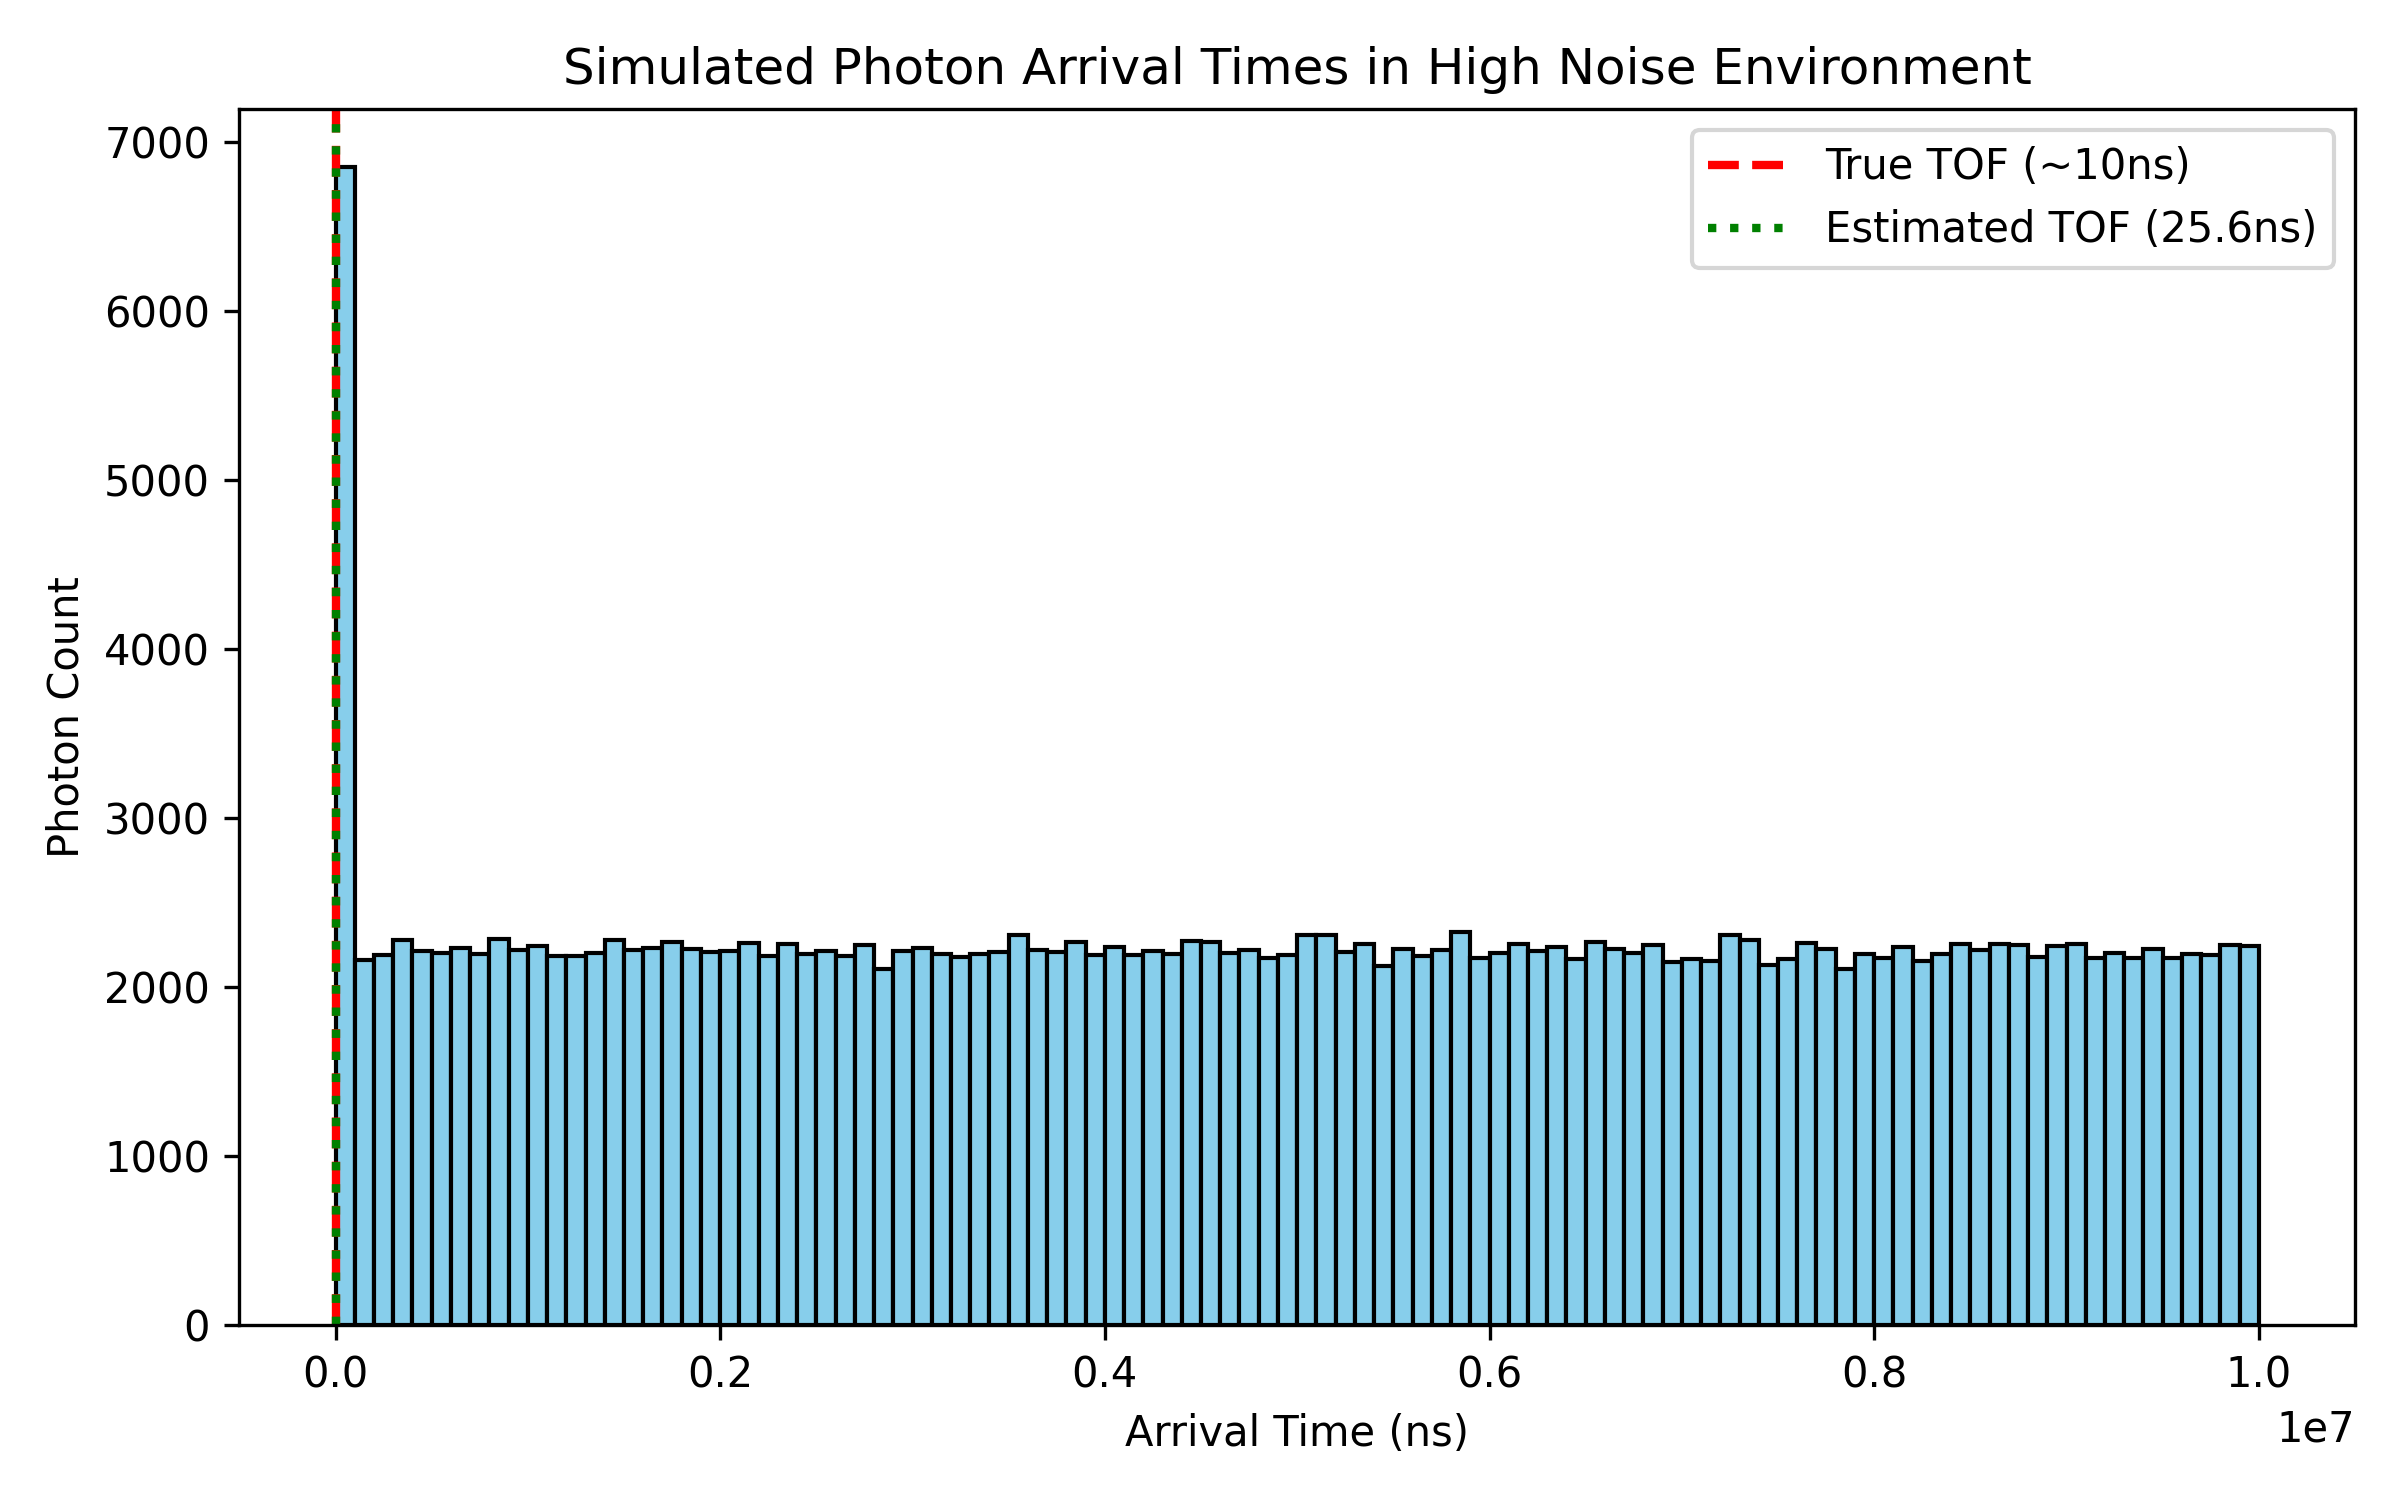 Simulated Photon Arrival Times in High Noise Environment
True TOF (~10ns)
Estimated TOF (25.6ns)
Photon Count
7000
6000
5000
4000
3000
2000
1000
0
0.0 0.2 0.4 0.6 0.8 1.0
1e7
Arrival Time (ns)